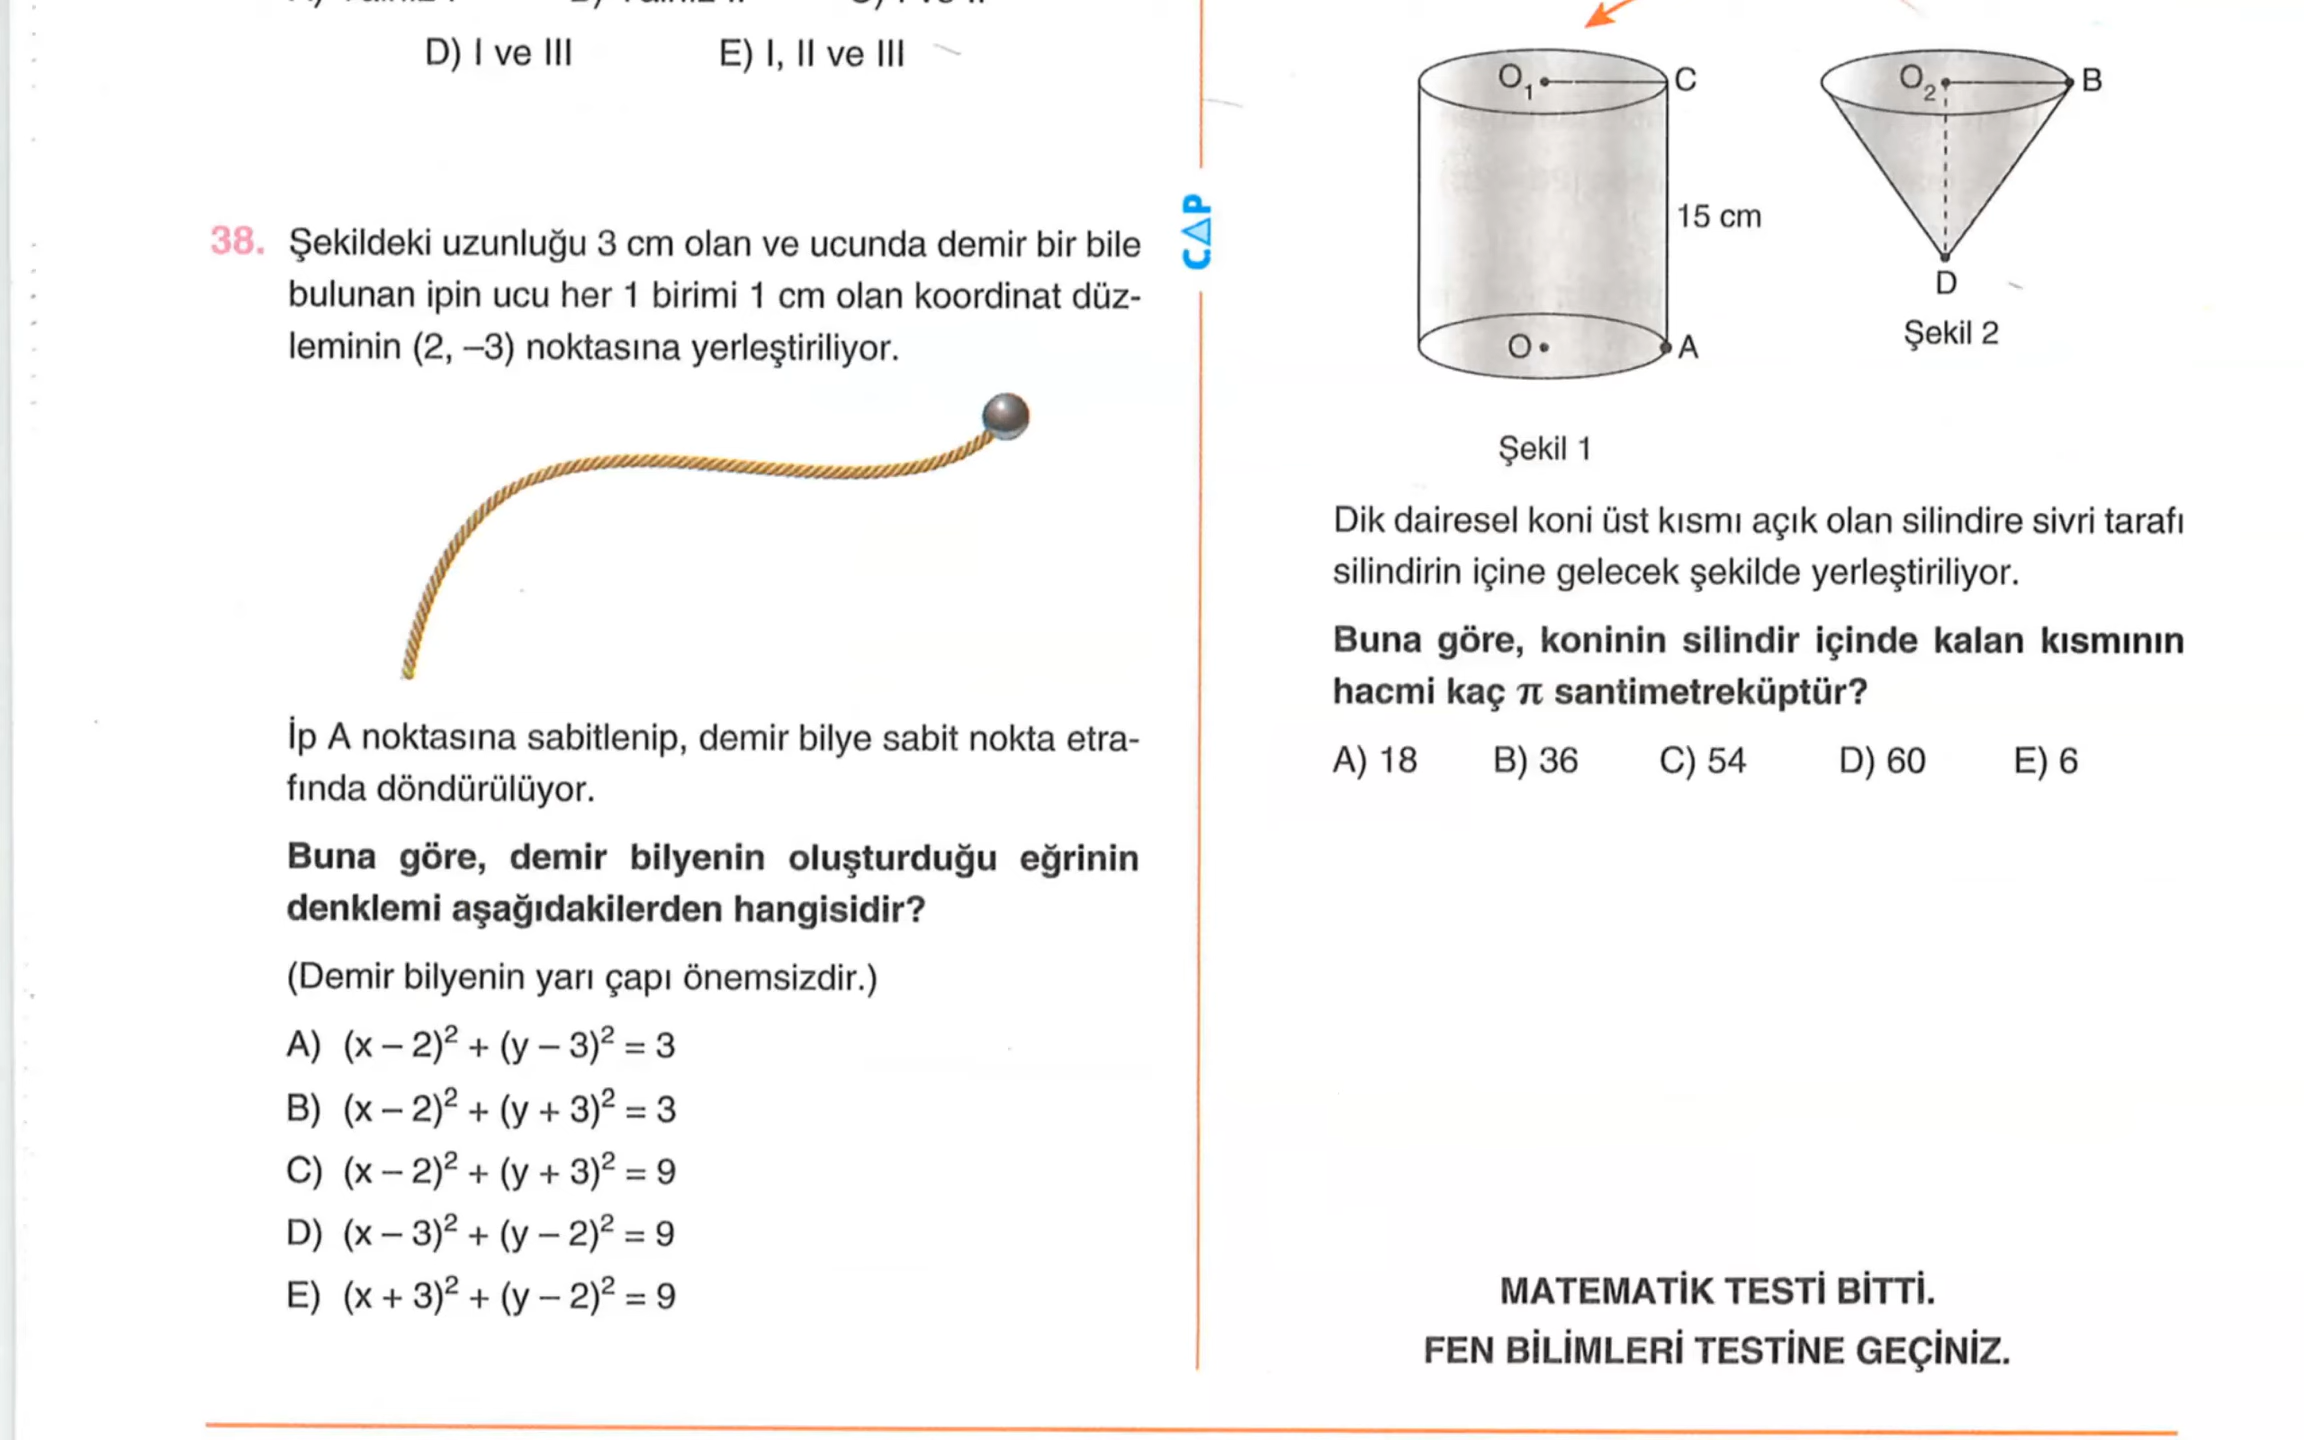 D) I ve III
E) I, II ve III
38. Şekildeki uzunluğu 3 cm olan ve ucunda demir bir bile
bulunan ipin ucu her 1 birimi 1 cm olan koordinat düz-
leminin (2, –3) noktasına yerleştiriliyor.
İp A noktasına sabitlenip, demir bilye sabit nokta etra-
fında döndürülüyor.
Buna göre, demir bilyenin oluşturduğu eğrinin
denklemi aşağıdakilerden hangisidir?
(Demir bilyenin yarı çapı önemsizdir.)
A) (x – 2)² + (y – 3)² = 3
B) (x – 2)² + (y + 3)² = 3
C) (x – 2)² + (y + 3)² = 9
D) (x – 3)² + (y – 2)² = 9
E) (x + 3)² + (y – 2)² = 9
CAP
O₁
C
15 cm
O
A
Şekil 1
O₂
B
D
Şekil 2
Dik dairesel koni üst kısmı açık olan silindire sivri tarafı
silindirin içine gelecek şekilde yerleştiriliyor.
Buna göre, koninin silindir içinde kalan kısmının
hacmi kaç π santimetreküptür?
A) 18
B) 36
C) 54
D) 60
E) 6
MATEMATİK TESTİ BİTTİ.
FEN BİLİMLERİ TESTİNE GEÇİNİZ.